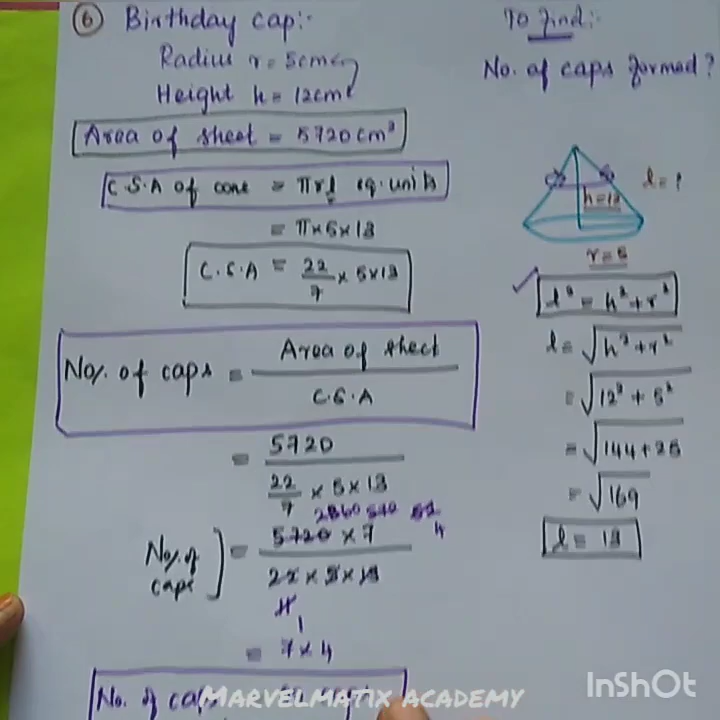 6 Birthday cap:-
Radius r = 5cm
Height h = 12cm
Area of sheet = 5720 cm²
C.S.A of cone = πrl sq. units
= π×5×13
C.S.A = 22/7 × 5×13
No/. of caps = Area of sheet / C.S.A
= 5720 / 22/7 × 5 × 13
No/. of caps ] = 5720 × 7 / 22 × 5 × 13
= 7×4
No. of caps
To find:-
No. of caps formed?
l = ?
h=12
r=5
l² = h² + r²
l = √h² + r²
= √12² + 5²
= √144 + 25
= √169
l = 13
MARVELMATIX ACADEMY
InShOt